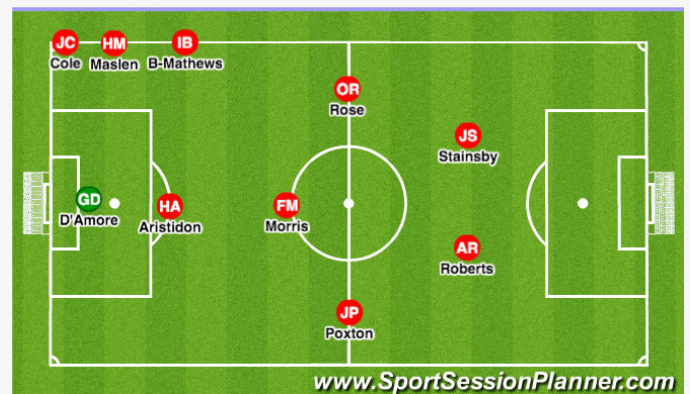 JC
HM
IB
Cole
Maslen
B-Mathews
OR
Rose
JS
Stainsby
GD
D'Amore
HA
Aristidon
FM
Morris
AR
Roberts
JP
Poxton
www.SportSessionPlanner.com